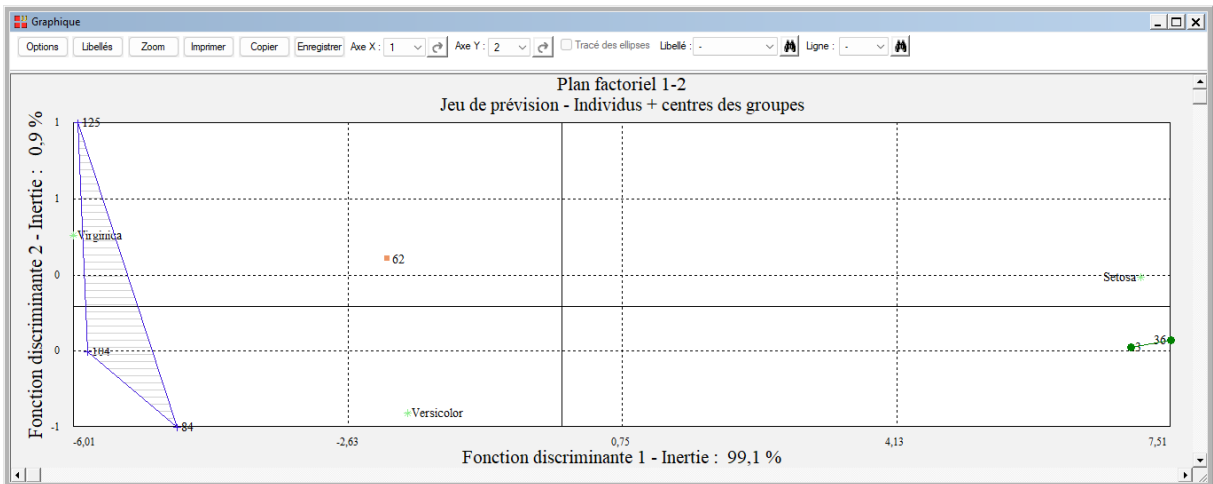 Graphique
Options Libellés Zoom Imprimer Copier Enregistrer Axe X : 1 Axe Y : 2 Tracé des ellipses Libellé : - Ligne : -
Plan factoriel 1-2
Jeu de prévision - Individus + centres des groupes
Fonction discriminante 2 - Inertie : 0,9 %
1
125
1
Virginica
62
0
Setosa
36
0
104
3
Versicolor
-1
84
-6,01 -2,63 0,75 4,13 7,51
Fonction discriminante 1 - Inertie : 99,1 %